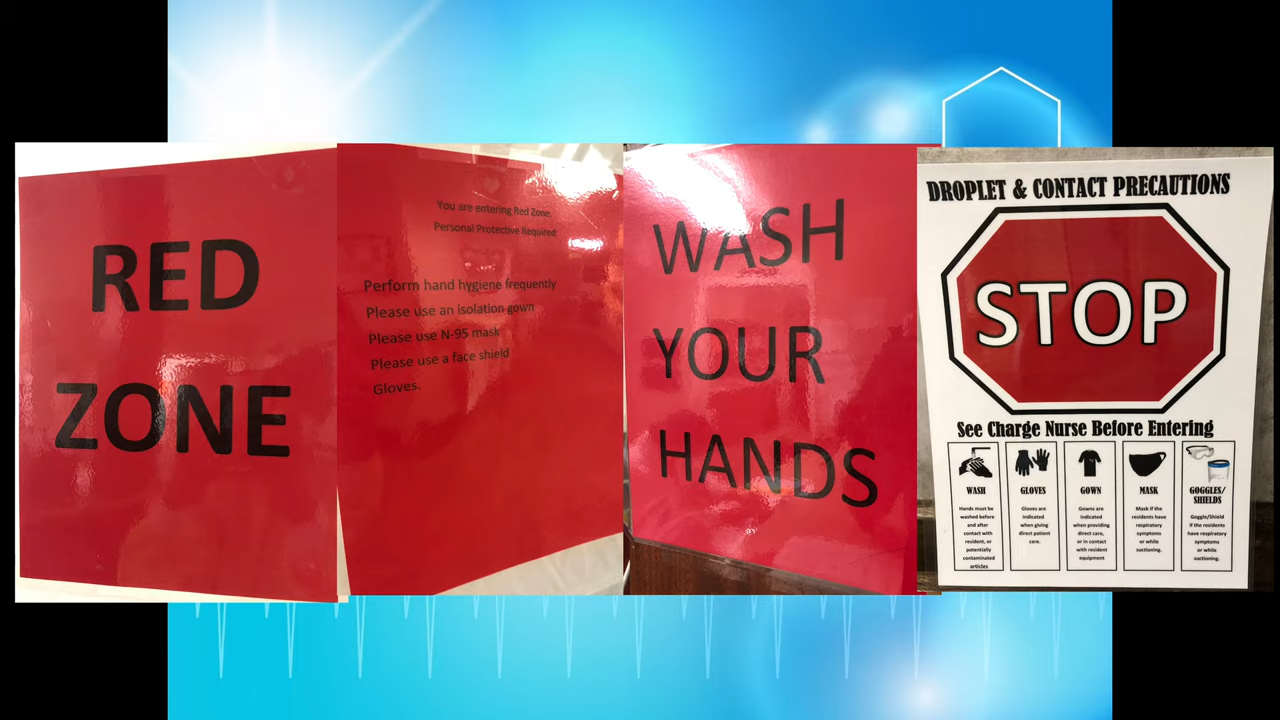 RED
ZONE
You are entering Red Zone.
Personal Protective Required
Perform hand hygiene frequently
Please use an isolation gown
Please use N-95 mask
Please use a face shield
Gloves.
WASH
YOUR
HANDS
DROPLET & CONTACT PRECAUTIONS
STOP
See Charge Nurse Before Entering
WASH
Hands must be
washed before
and after
contact with
resident, or
potentially
contaminated
articles
GLOVES
Gloves are
indicated
when giving
direct patient
care.
GOWN
Gowns are
indicated
when providing
direct care,
or in contact
with resident
equipment
MASK
Mask if the
residents have
respiratory
symptoms
or while
suctioning.
GOGGLES/
SHIELDS
Goggle/Shield
if the residents
have respiratory
symptoms
or while
suctioning.